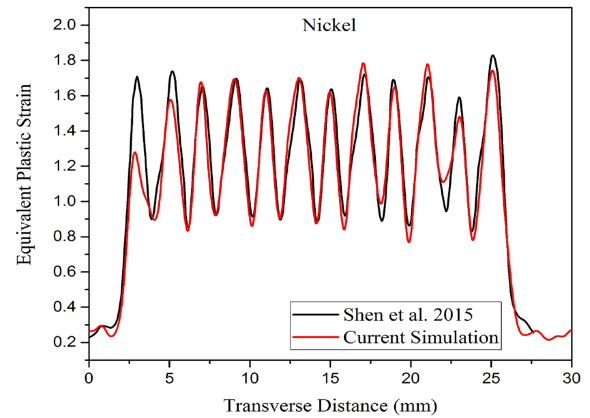 Nickel
2.0
1.8
1.6
1.4
1.2
1.0
0.8
0.6
0.4
0.2
Equivalent Plastic Strain
Shen et al. 2015
Current Simulation
0 5 10 15 20 25 30
Transverse Distance (mm)